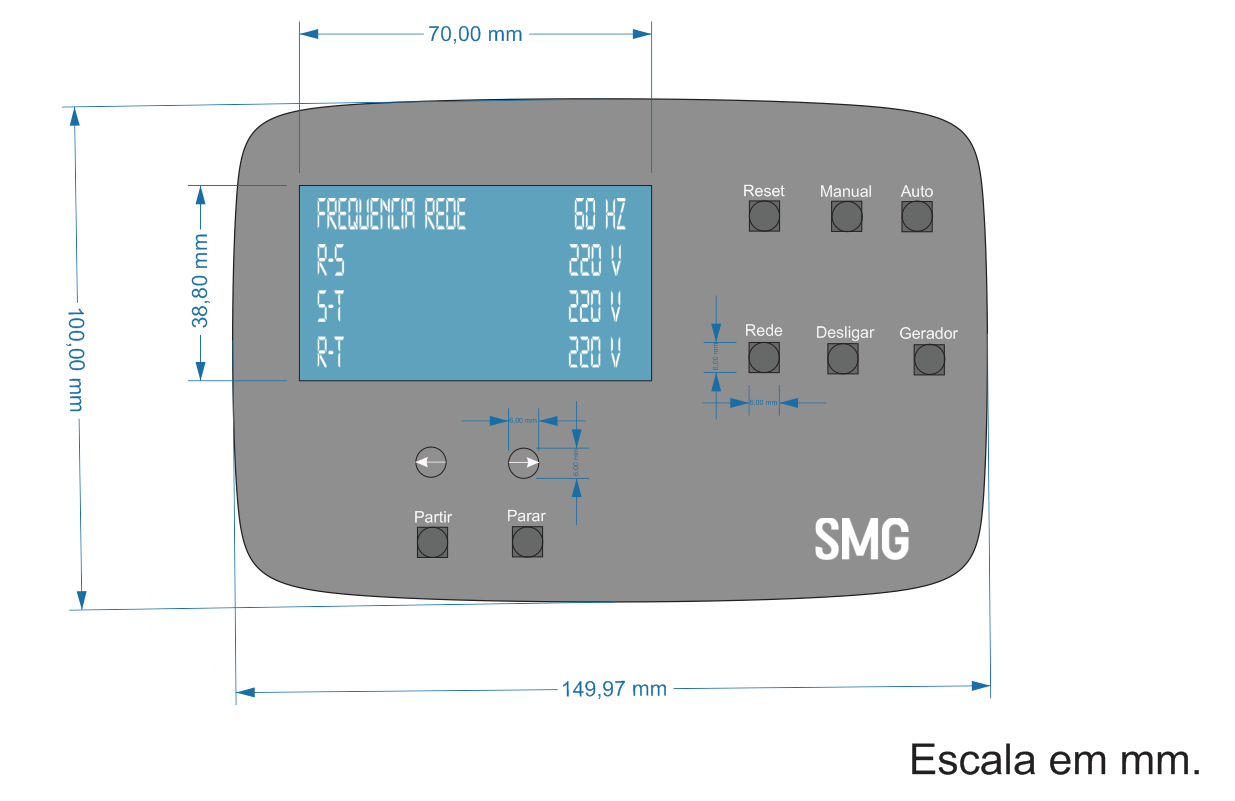 70,00 mm
100,00 mm
38,80 mm
FREQUENCIA REDE 60 HZ
R-S 220 V
S-T 220 V
R-T 220 V
Reset Manual Auto
Rede Desligar Gerador
6,00 mm
6,00 mm
6,00 mm
6,00 mm
Partir Parar
SMG
149,97 mm
Escala em mm.